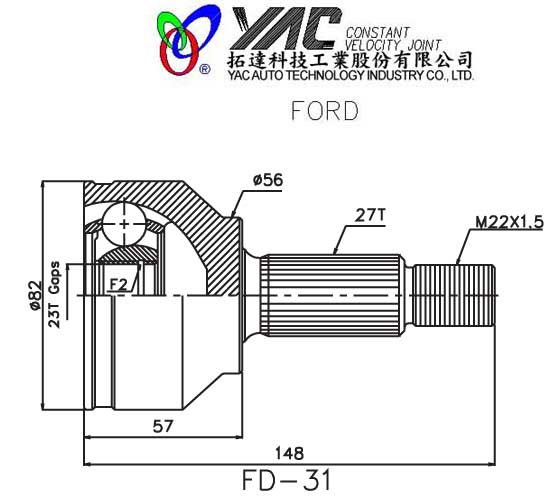 YAC CONSTANT
VELOCITY JOINT
®
拓達科技工業股份有限公司
YAC AUTO TECHNOLOGY INDUSTRY CO., LTD.
FORD
ø56
27T
M22X1.5
ø82
23T Gaps
F2
57
148
FD-31